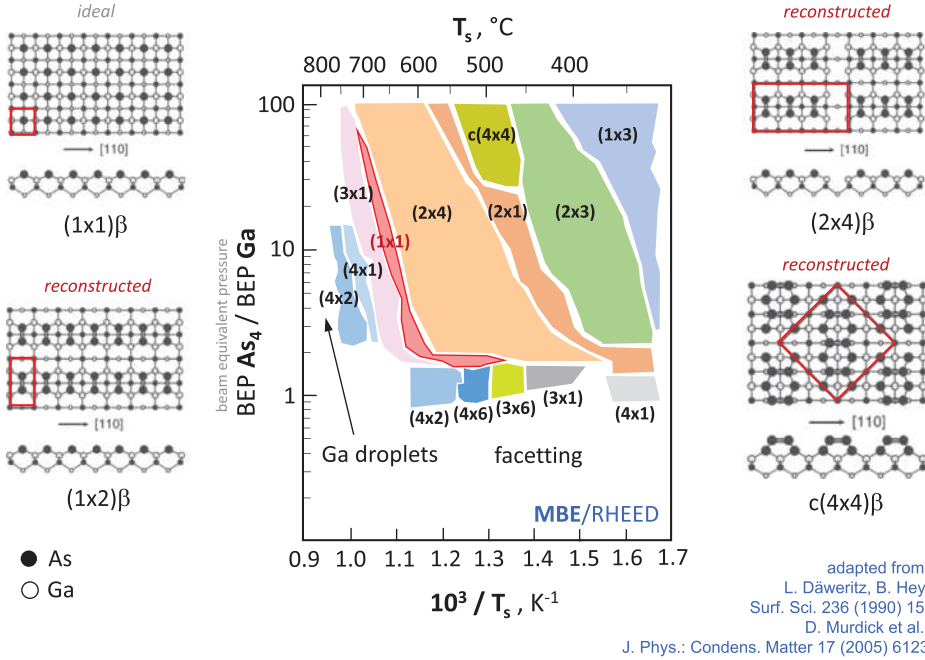 ideal
[110]
(1x1)β
reconstructed
[110]
(1x2)β
As
Ga
Ts , °C
800 700 600 500 400
beam equivalent pressure
BEP As4 / BEP Ga
100
10
1
(3x1)
(1x1)
(4x1)
(4x2)
(2x4)
c(4x4)
(2x1)
(2x3)
(1x3)
(4x2)
(4x6)
(3x6)
(3x1)
(4x1)
Ga droplets
facetting
MBE/RHEED
0.9 1.0 1.1 1.2 1.3 1.4 1.5 1.6 1.7
10³ / Ts , K⁻¹
reconstructed
[110]
(2x4)β
reconstructed
[110]
c(4x4)β
adapted from
L. Däweritz, B. Hey
Surf. Sci. 236 (1990) 15
D. Murdick et al.
J. Phys.: Condens. Matter 17 (2005) 6123